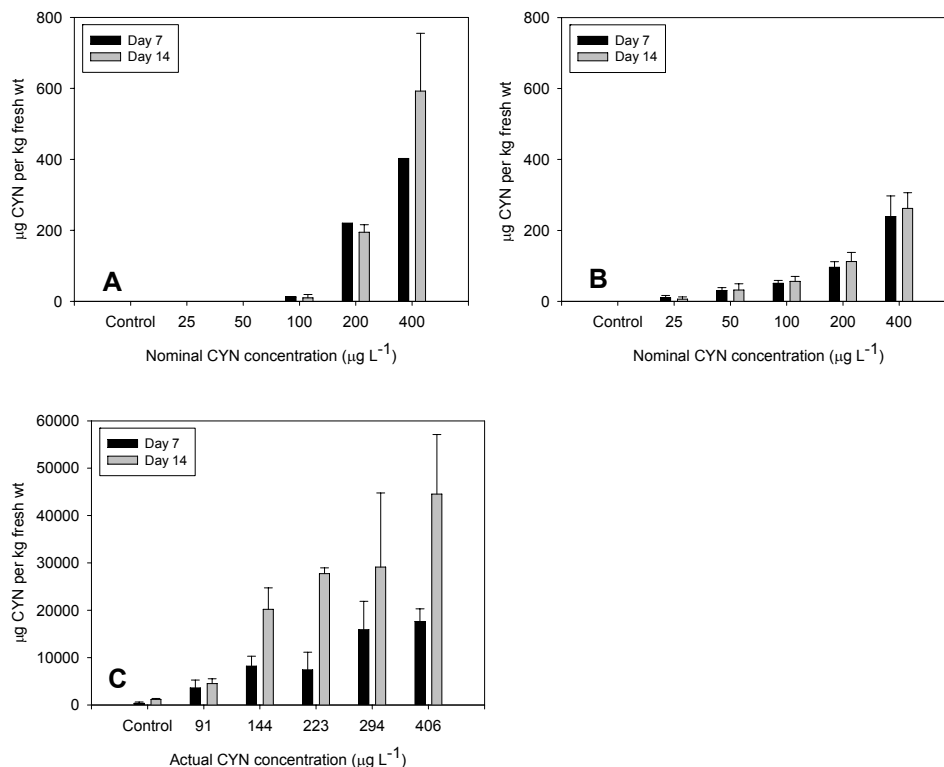 800
600
400
200
0
µg CYN per kg fresh wt
Day 7
Day 14
A
Control 25 50 100 200 400
Nominal CYN concentration (µg L⁻¹)
800
600
400
200
0
µg CYN per kg fresh wt
Day 7
Day 14
B
Control 25 50 100 200 400
Nominal CYN concentration (µg L⁻¹)
60000
50000
40000
30000
20000
10000
0
µg CYN per kg fresh wt
Day 7
Day 14
C
Control 91 144 223 294 406
Actual CYN concentration (µg L⁻¹)